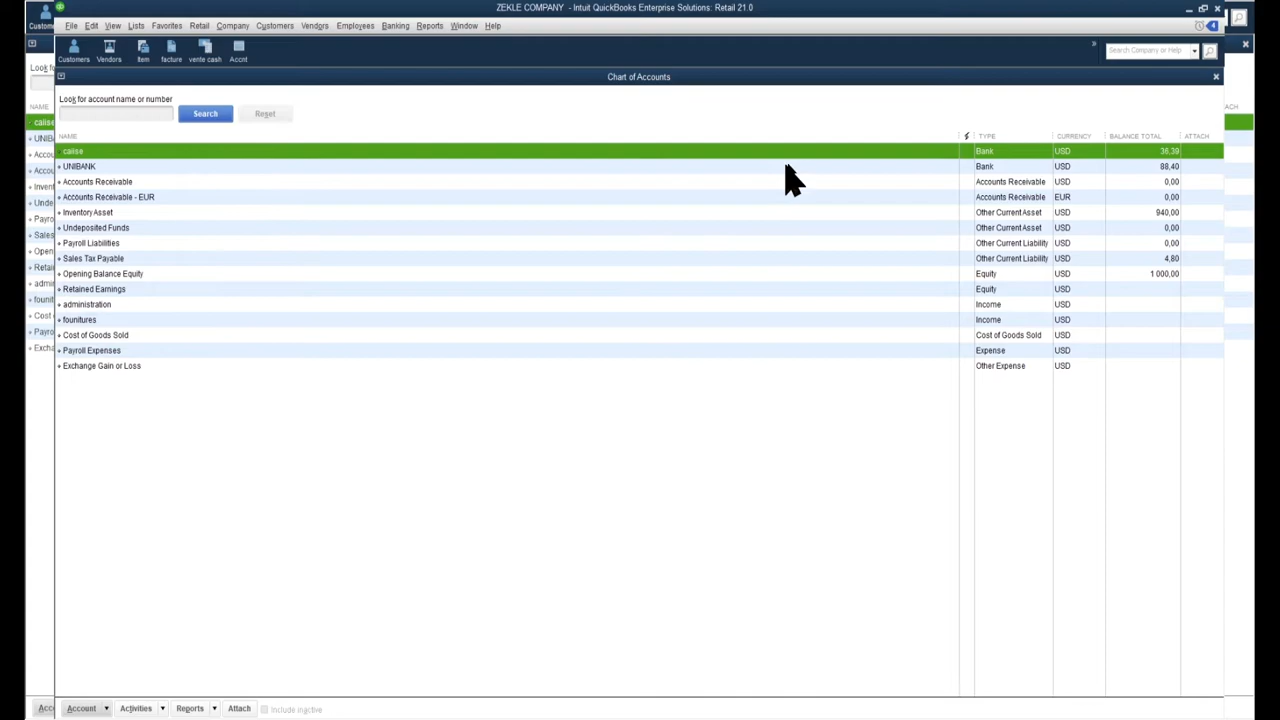 ZEKLE COMPANY - Intuit QuickBooks Enterprise Solutions: Retail 21.0
File Edit View Lists Favorites Retail Company Customers Vendors Employees Banking Reports Window Help 4
Customers Vendors Item facture vente cash Accnt
Search Company or Help
Chart of Accounts
Look for account name or number
Search Reset
NAME TYPE CURRENCY BALANCE TOTAL ATTACH
calise Bank USD 36,39
UNIBANK Bank USD 88,40
Accounts Receivable Accounts Receivable USD 0,00
Accounts Receivable - EUR Accounts Receivable EUR 0,00
Inventory Asset Other Current Asset USD 940,00
Undeposited Funds Other Current Asset USD 0,00
Payroll Liabilities Other Current Liability USD 0,00
Sales Tax Payable Other Current Liability USD 4,80
Opening Balance Equity Equity USD 1 000,00
Retained Earnings Equity USD
administration Income USD
founitures Income USD
Cost of Goods Sold Cost of Goods Sold USD
Payroll Expenses Expense USD
Exchange Gain or Loss Other Expense USD
Account Activities Reports Attach Include inactive